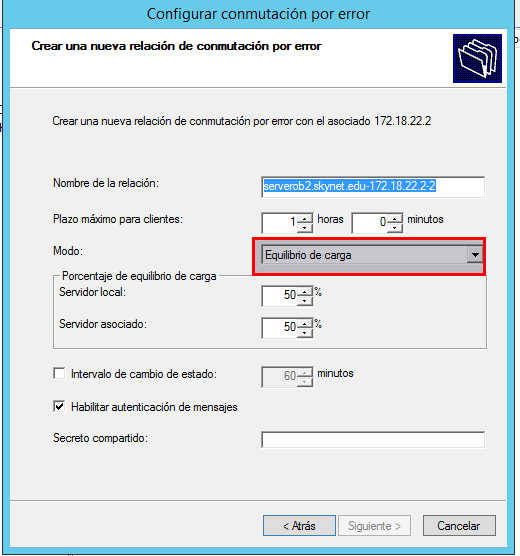 Configurar conmutación por error
Crear una nueva relación de conmutación por error
Crear una nueva relación de conmutación por error con el asociado 172.18.22.2
Nombre de la relación: serverob2.skynet.edu-172.18.22.2-2
Plazo máximo para clientes: 1 horas 0 minutos
Modo: Equilibrio de carga
Porcentaje de equilibrio de carga
Servidor local: 50 %
Servidor asociado: 50 %
Intervalo de cambio de estado: 60 minutos
Habilitar autenticación de mensajes
Secreto compartido:
< Atrás Siguiente > Cancelar